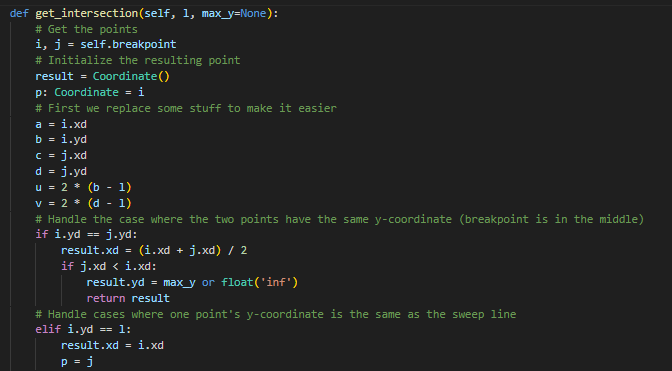 def get_intersection(self, l, max_y=None):
    # Get the points
    i, j = self.breakpoint
    # Initialize the resulting point
    result = Coordinate()
    p: Coordinate = i
    # First we replace some stuff to make it easier
    a = i.xd
    b = i.yd
    c = j.xd
    d = j.yd
    u = 2 * (b - l)
    v = 2 * (d - l)
    # Handle the case where the two points have the same y-coordinate (breakpoint is in the middle)
    if i.yd == j.yd:
        result.xd = (i.xd + j.xd) / 2
        if j.xd < i.xd:
            result.yd = max_y or float('inf')
            return result
    # Handle cases where one point's y-coordinate is the same as the sweep line
    elif i.yd == l:
        result.xd = i.xd
        p = j